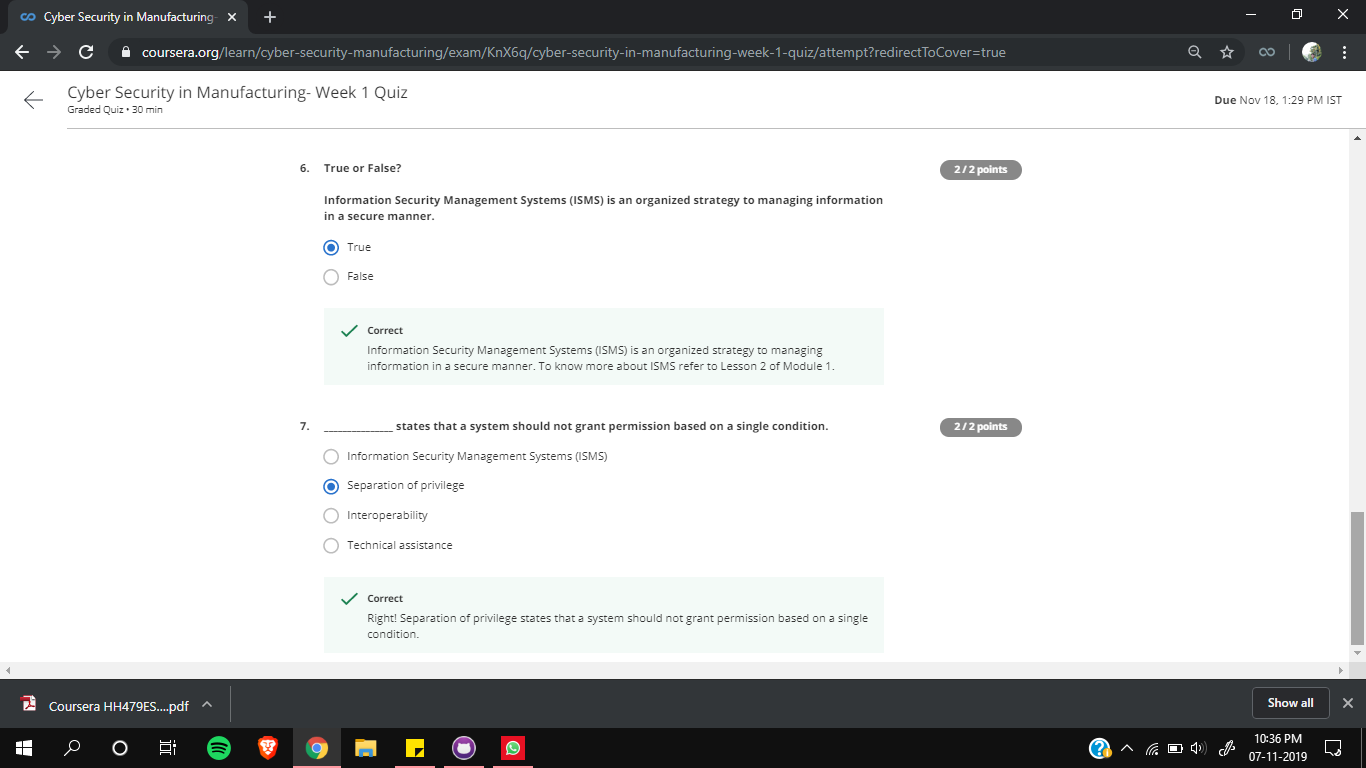 Cyber Security in Manufacturing-
coursera.org/learn/cyber-security-manufacturing/exam/KnX6q/cyber-security-in-manufacturing-week-1-quiz/attempt?redirectToCover=true
Cyber Security in Manufacturing- Week 1 Quiz
Graded Quiz • 30 min
Due Nov 18, 1:29 PM IST
6. True or False?
2 / 2 points
Information Security Management Systems (ISMS) is an organized strategy to managing information
in a secure manner.
True
False
Correct
Information Security Management Systems (ISMS) is an organized strategy to managing
information in a secure manner. To know more about ISMS refer to Lesson 2 of Module 1.
7. ______________ states that a system should not grant permission based on a single condition.
2 / 2 points
Information Security Management Systems (ISMS)
Separation of privilege
Interoperability
Technical assistance
Correct
Right! Separation of privilege states that a system should not grant permission based on a single
condition.
Coursera HH479ES....pdf
Show all
10:36 PM
07-11-2019